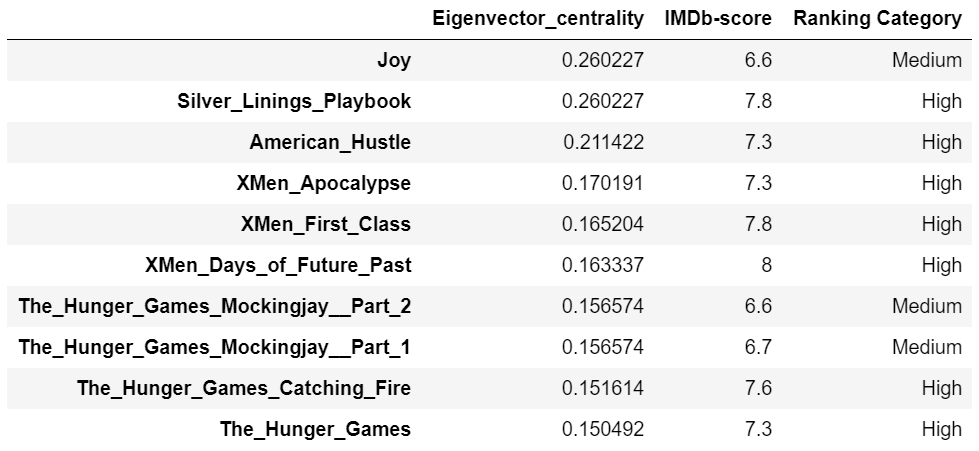 Eigenvector_centrality IMDb-score Ranking Category
Joy 0.260227 6.6 Medium
Silver_Linings_Playbook 0.260227 7.8 High
American_Hustle 0.211422 7.3 High
XMen_Apocalypse 0.170191 7.3 High
XMen_First_Class 0.165204 7.8 High
XMen_Days_of_Future_Past 0.163337 8 High
The_Hunger_Games_Mockingjay__Part_2 0.156574 6.6 Medium
The_Hunger_Games_Mockingjay__Part_1 0.156574 6.7 Medium
The_Hunger_Games_Catching_Fire 0.151614 7.6 High
The_Hunger_Games 0.150492 7.3 High